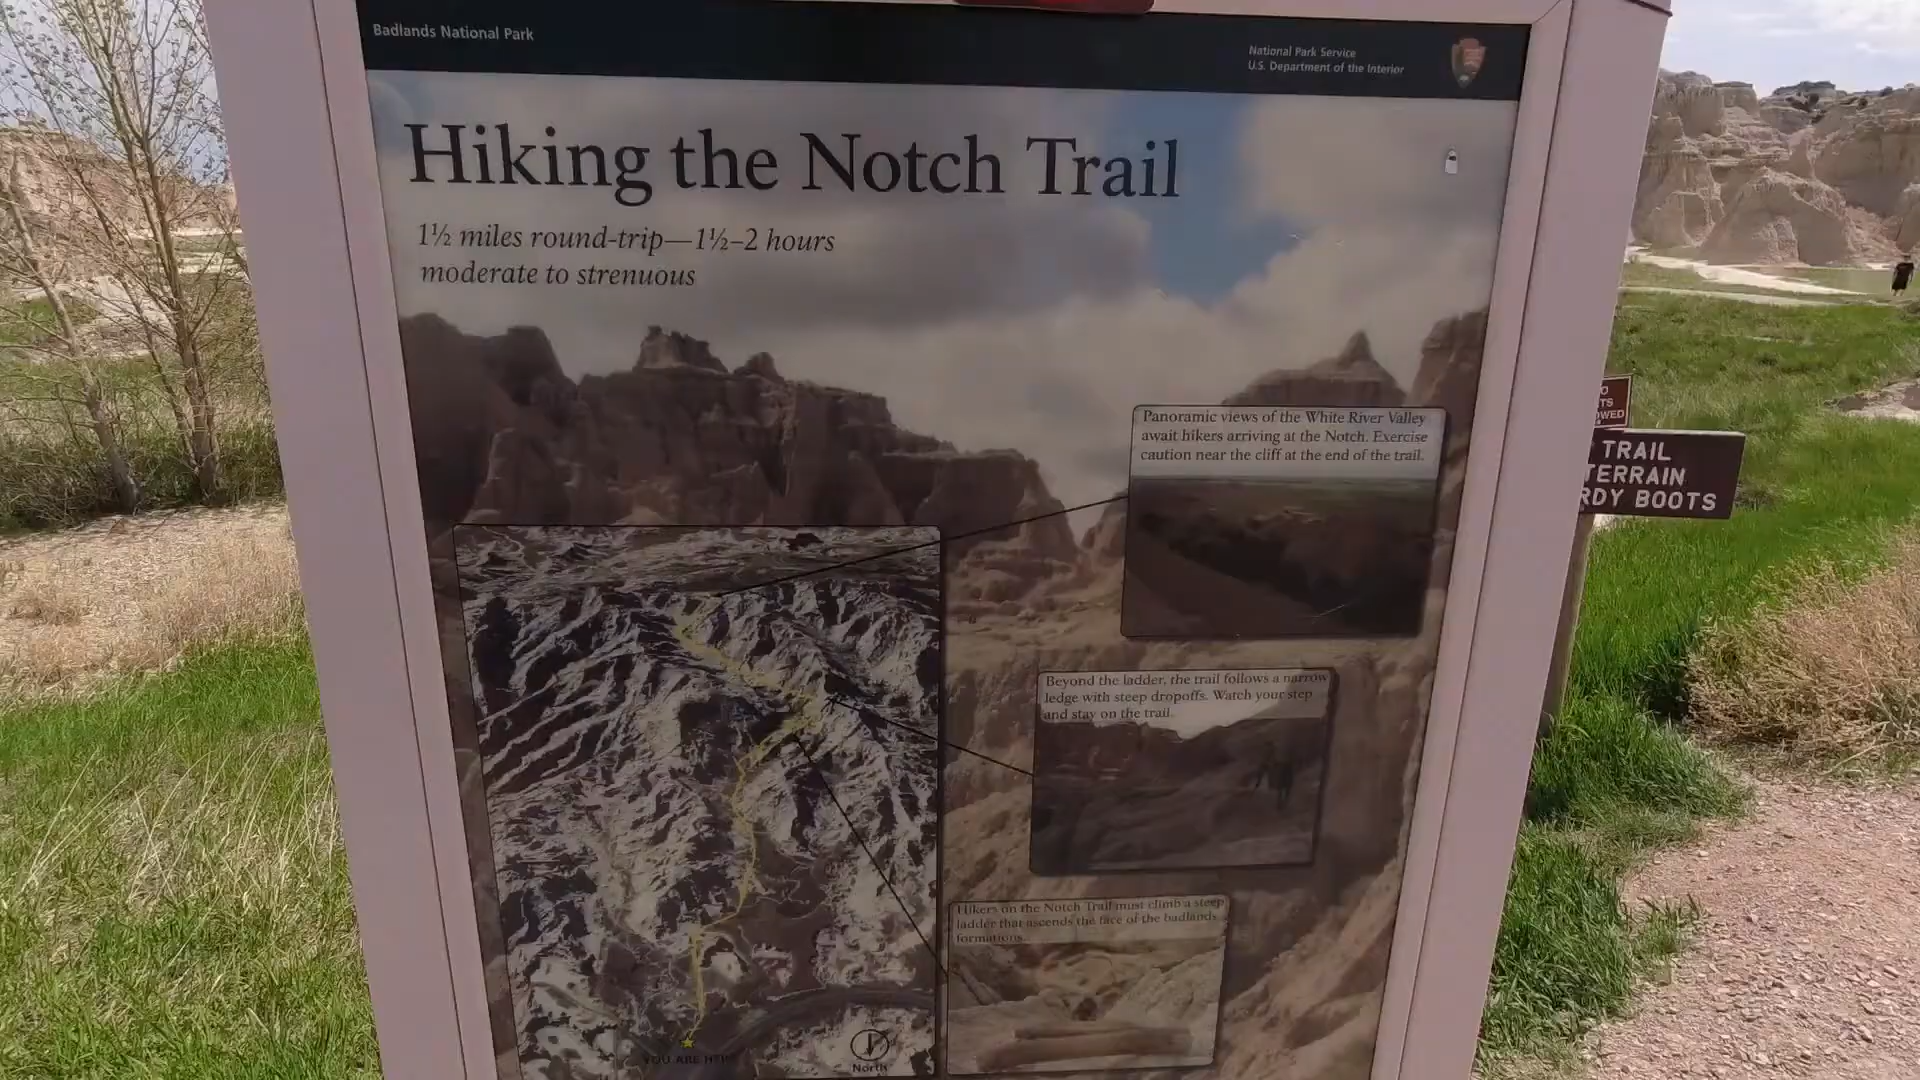 Badlands National Park
National Park Service
U.S. Department of the Interior
Hiking the Notch Trail
1½ miles round-trip—1½–2 hours
moderate to strenuous
Panoramic views of the White River Valley
await hikers arriving at the Notch. Exercise
caution near the cliff at the end of the trail.
Beyond the ladder, the trail follows a narrow
ledge with steep dropoffs. Watch your step
and stay on the trail.
Hikers on the Notch Trail must climb a steep
ladder that ascends the face of the badlands
formations.
YOU ARE HERE
North
TRAIL
TERRAIN
BOOTS